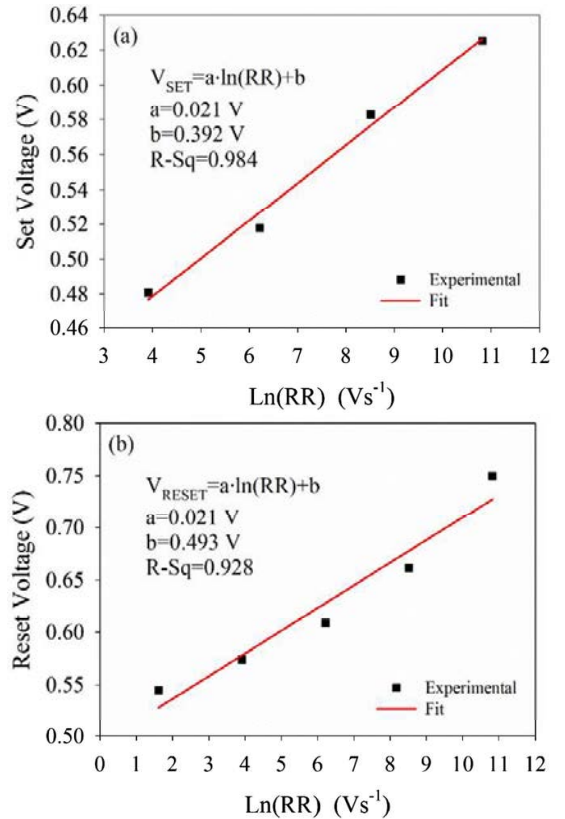 (a)
V_SET=a·ln(RR)+b
a=0.021 V
b=0.392 V
R-Sq=0.984
Set Voltage (V)
0.64
0.62
0.60
0.58
0.56
0.54
0.52
0.50
0.48
0.46
Experimental
Fit
3 4 5 6 7 8 9 10 11 12
Ln(RR) (Vs⁻¹)
(b)
V_RESET=a·ln(RR)+b
a=0.021 V
b=0.493 V
R-Sq=0.928
Reset Voltage (V)
0.80
0.75
0.70
0.65
0.60
0.55
0.50
Experimental
Fit
0 1 2 3 4 5 6 7 8 9 10 11 12
Ln(RR) (Vs⁻¹)